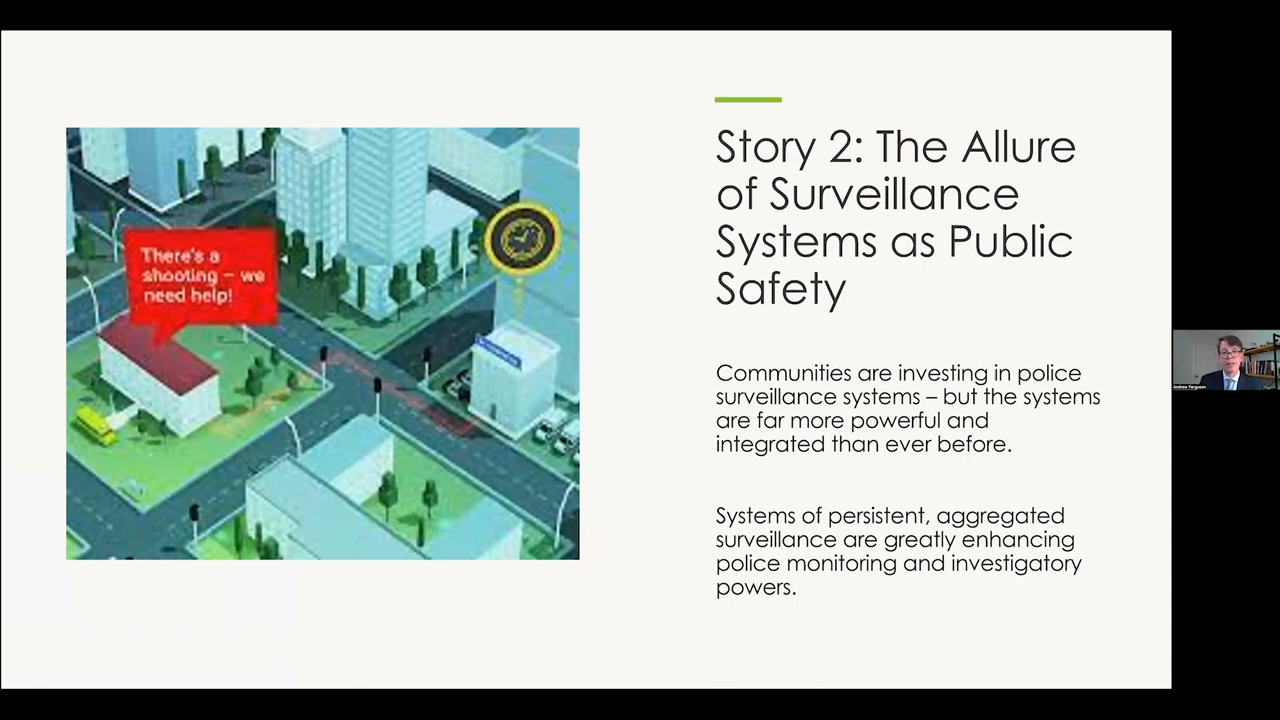 There's a
shooting – we
need help!
Story 2: The Allure
of Surveillance
Systems as Public
Safety
Communities are investing in police
surveillance systems – but the systems
are far more powerful and
integrated than ever before.
Systems of persistent, aggregated
surveillance are greatly enhancing
police monitoring and investigatory
powers.
Andrew Ferguson